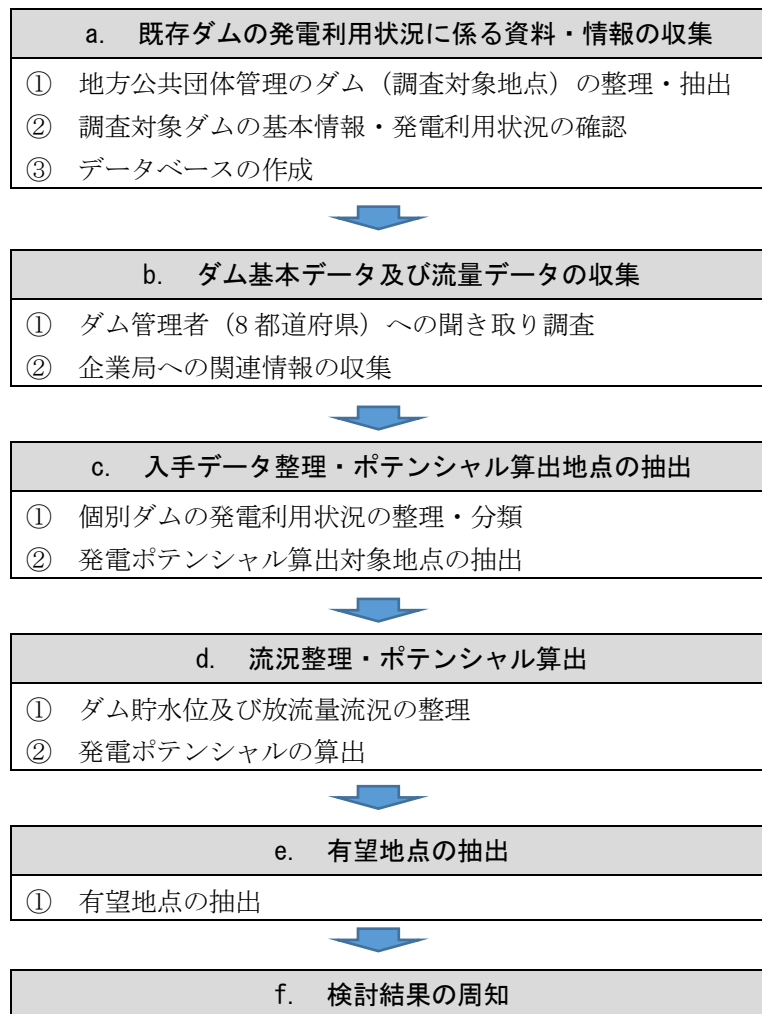 a. 既存ダムの発電利用状況に係る資料・情報の収集
① 地方公共団体管理のダム（調査対象地点）の整理・抽出
② 調査対象ダムの基本情報・発電利用状況の確認
③ データベースの作成
b. ダム基本データ及び流量データの収集
① ダム管理者（8 都道府県）への聞き取り調査
② 企業局への関連情報の収集
c. 入手データ整理・ポテンシャル算出地点の抽出
① 個別ダムの発電利用状況の整理・分類
② 発電ポテンシャル算出対象地点の抽出
d. 流況整理・ポテンシャル算出
① ダム貯水位及び放流量流況の整理
② 発電ポテンシャルの算出
e. 有望地点の抽出
① 有望地点の抽出
f. 検討結果の周知